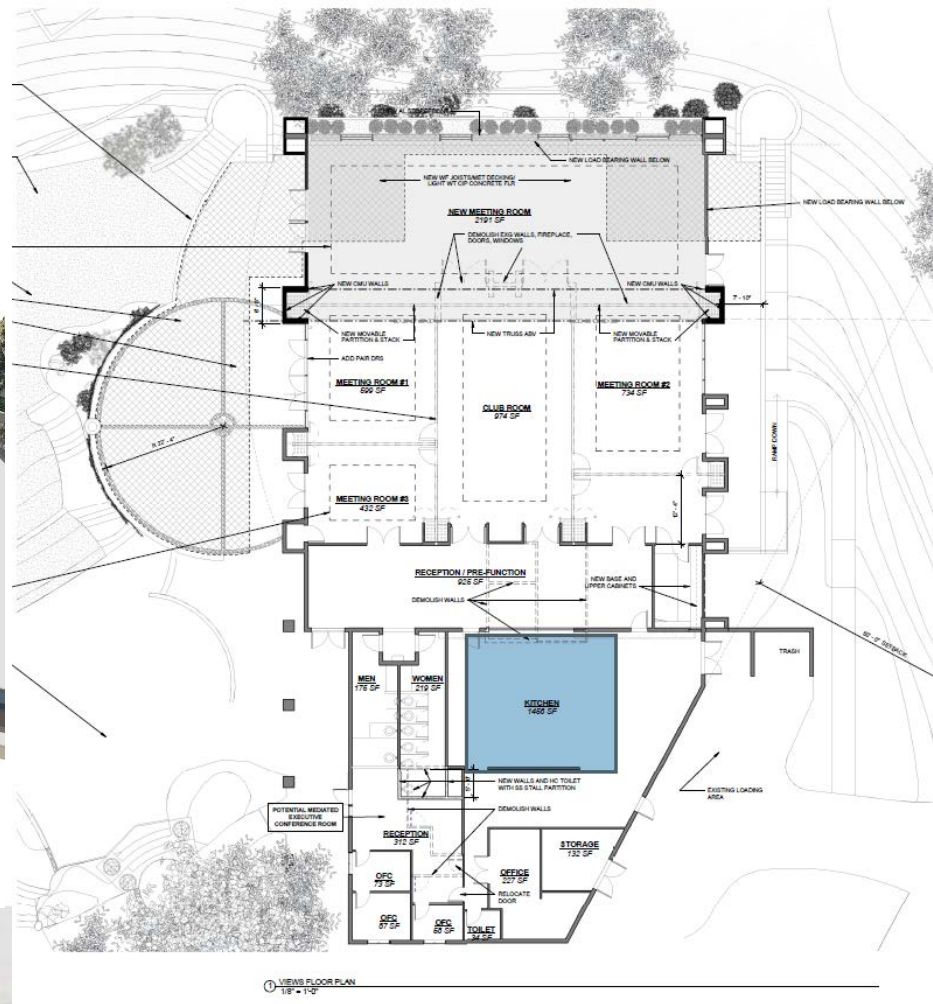 NEW LOAD BEARING WALL BELOW
NEW WF JOISTS/MET DECKING/
LIGHT WT CIP CONCRETE FLR
NEW LOAD BEARING WALL BELOW
NEW MEETING ROOM
2191 SF
DEMOLISH EXG WALLS, FIREPLACE,
DOORS, WINDOWS
NEW CMU WALLS
NEW CMU WALLS
7' - 10"
NEW MOVABLE
PARTITION & STACK
NEW TRUSS ABV
NEW MOVABLE
PARTITION & STACK
ADD PAIR DRS
MEETING ROOM #1
699 SF
MEETING ROOM #2
734 SF
CLUB ROOM
974 SF
R 22' - 4"
RAMP DOWN
MEETING ROOM #3
432 SF
RECEPTION / PRE-FUNCTION
925 SF
NEW BASE AND
UPPER CABINETS
DEMOLISH WALLS
TRASH
MEN
WOMEN
219 SF
KITCHEN
NEW WALLS AND HC TOILET
WITH SS STALL PARTITION
EXISTING LOADING
AREA
POTENTIAL MEDIATED
EXECUTIVE
CONFERENCE ROOM
DEMOLISH WALLS
RECEPTION
312 SF
STORAGE
132 SF
OFC
73 SF
OFFICE
227 SF
RELOCATE
DOOR
OFC
OFC
TOILET
34 SF
1 VIEWS FLOOR PLAN
1/8" = 1'-0"